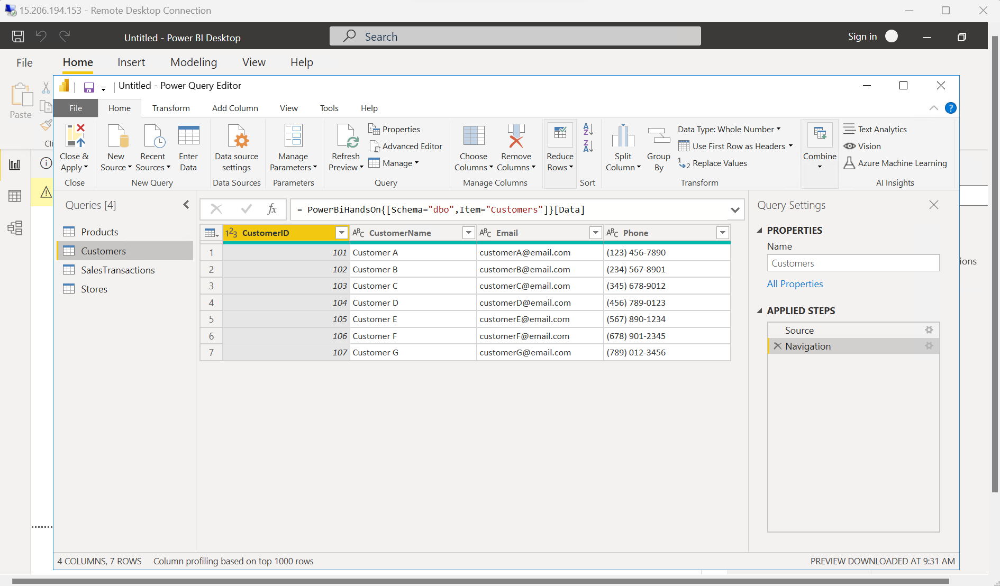 15.206.194.153 - Remote Desktop Connection
Untitled - Power BI Desktop
Search
Sign in
File Home Insert Modeling View Help
Paste
Cli
Untitled - Power Query Editor
File Home Transform Add Column View Tools Help
Close & Apply
Close
New Source
Recent Sources
Enter Data
New Query
Data source settings
Data Sources
Manage Parameters
Parameters
Refresh Preview
Properties
Advanced Editor
Manage
Query
Choose Columns
Remove Columns
Manage Columns
Reduce Rows
Sort
Split Column
Group By
Data Type: Whole Number
Use First Row as Headers
Replace Values
Transform
Combine
Text Analytics
Vision
Azure Machine Learning
AI Insights
Queries [4]
Products
Customers
SalesTransactions
Stores
fx = PowerBiHandsOn{[Schema="dbo",Item="Customers"]}[Data]
CustomerID CustomerName Email Phone
1 101 Customer A customerA@email.com (123) 456-7890
2 102 Customer B customerB@email.com (234) 567-8901
3 103 Customer C customerC@email.com (345) 678-9012
4 104 Customer D customerD@email.com (456) 789-0123
5 105 Customer E customerE@email.com (567) 890-1234
6 106 Customer F customerF@email.com (678) 901-2345
7 107 Customer G customerG@email.com (789) 012-3456
Query Settings
PROPERTIES
Name
Customers
All Properties
APPLIED STEPS
Source
Navigation
ions
4 COLUMNS, 7 ROWS Column profiling based on top 1000 rows
PREVIEW DOWNLOADED AT 9:31 AM